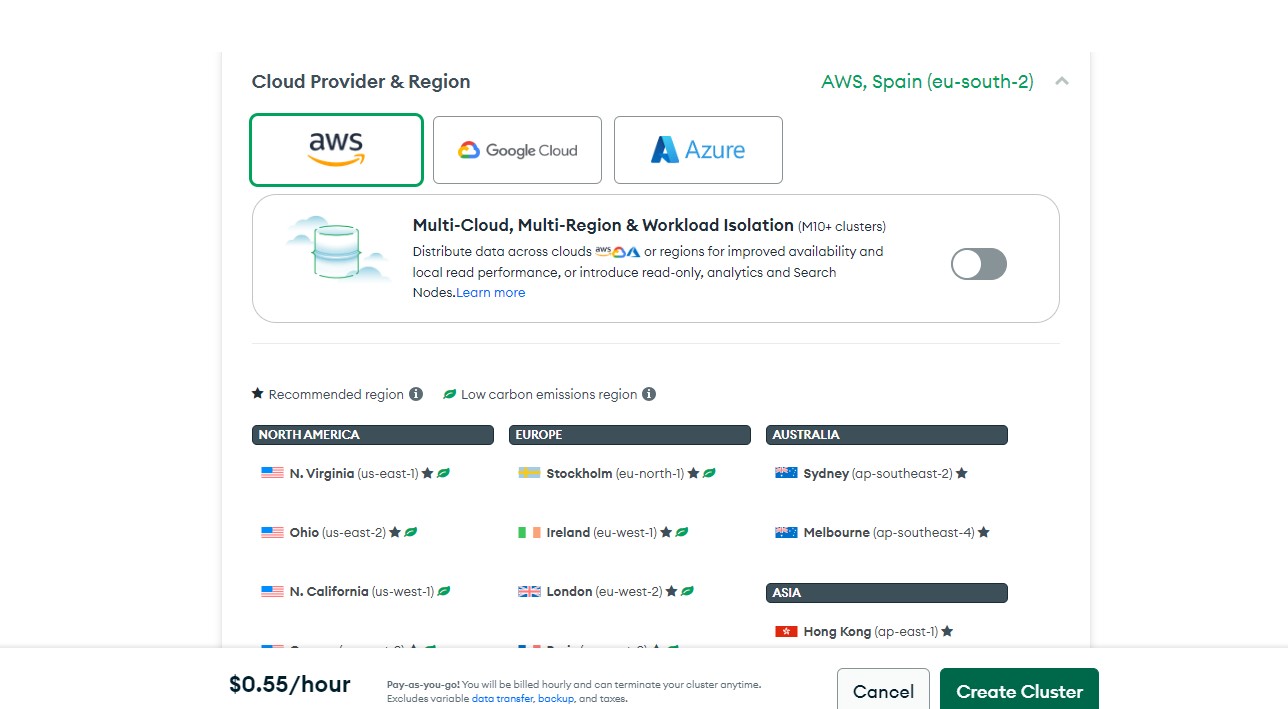 Cloud Provider & Region
AWS, Spain (eu-south-2)
aws
Google Cloud
Azure
Multi-Cloud, Multi-Region & Workload Isolation (M10+ clusters)
Distribute data across clouds aws or regions for improved availability and
local read performance, or introduce read-only, analytics and Search
Nodes.Learn more
Recommended region
Low carbon emissions region
NORTH AMERICA
N. Virginia (us-east-1)
Ohio (us-east-2)
N. California (us-west-1)
EUROPE
Stockholm (eu-north-1)
Ireland (eu-west-1)
London (eu-west-2)
AUSTRALIA
Sydney (ap-southeast-2)
Melbourne (ap-southeast-4)
ASIA
Hong Kong (ap-east-1)
$0.55/hour
Pay-as-you-go! You will be billed hourly and can terminate your cluster anytime.
Excludes variable data transfer, backup, and taxes.
Cancel
Create Cluster